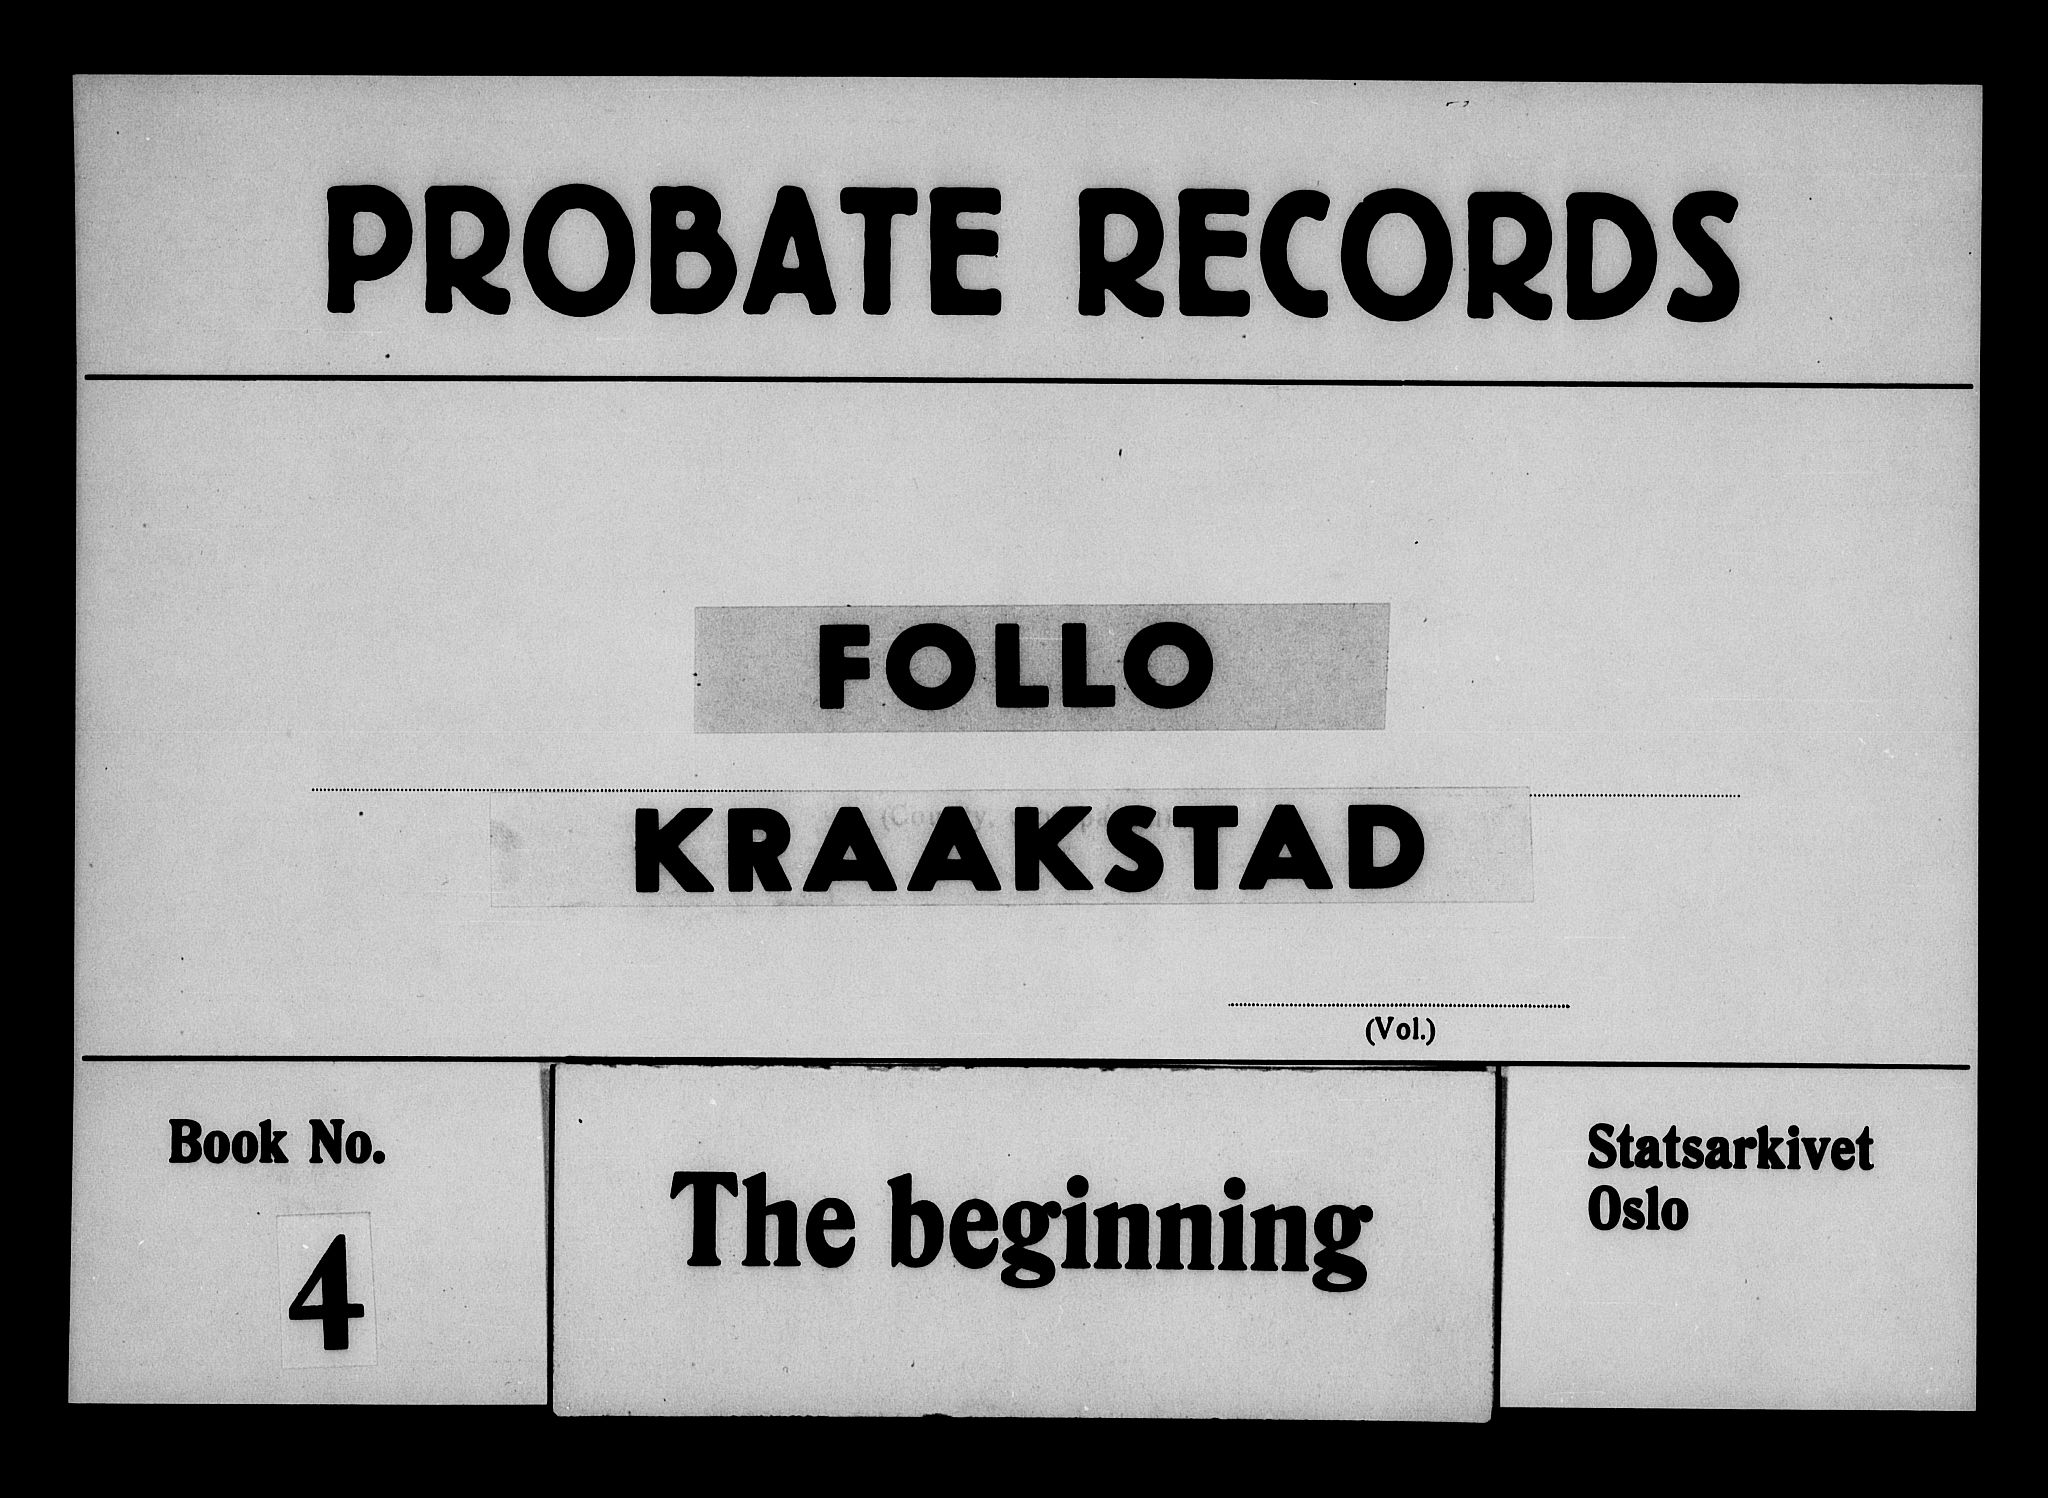 PROBATE RECORDS
FOLLO
KRAAKSTAD
(Vol.)
Book No.
4
The beginning
Statsarkivet
Oslo